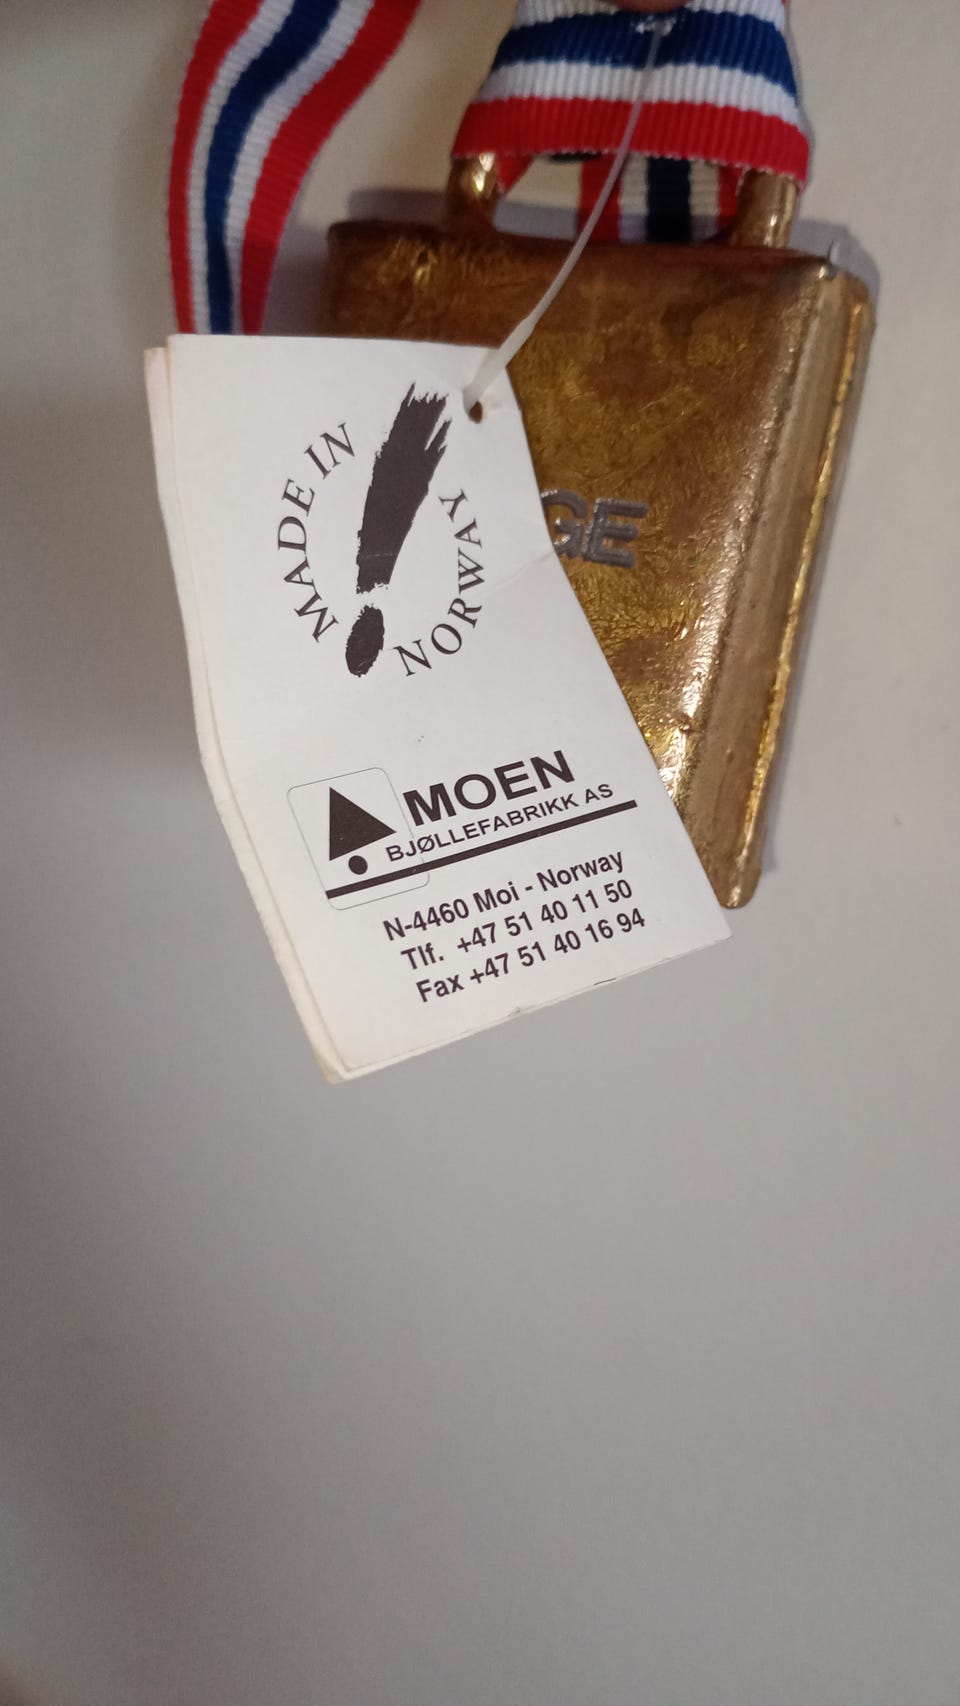 MADE IN
NORWAY
GE
MOEN
BJØLLEFABRIKK AS
N-4460 Moi - Norway
Tlf. +47 51 40 11 50
Fax +47 51 40 16 94